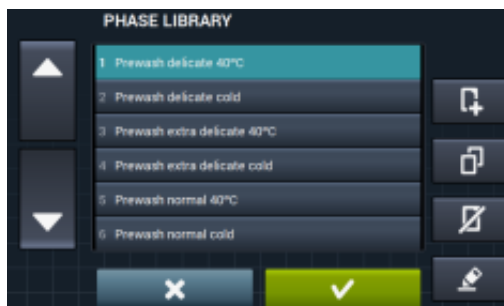 PHASE LIBRARY
1 Prewash delicate 40°C
2 Prewash delicate cold
3 Prewash extra delicate 40°C
4 Prewash extra delicate cold
5 Prewash normal 40°C
6 Prewash normal cold